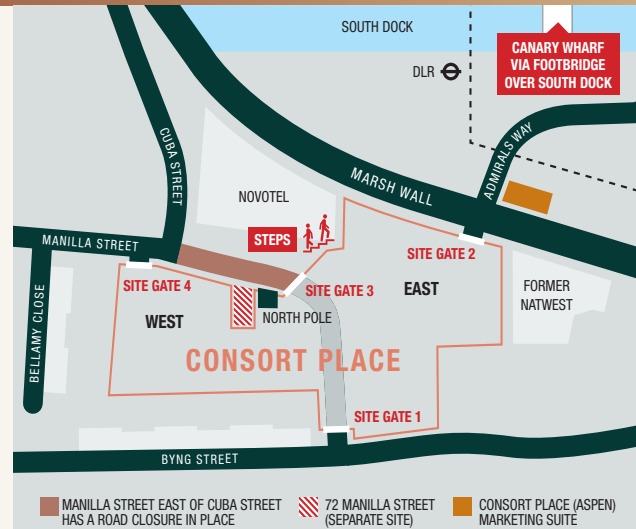 SOUTH DOCK
CANARY WHARF
VIA FOOTBRIDGE
OVER SOUTH DOCK
DLR
CUBA STREET
ADMIRALS WAY
MARSH WALL
NOVOTEL
STEPS
MANILLA STREET
SITE GATE 2
SITE GATE 4
SITE GATE 3
EAST
FORMER
NATWEST
BELLAMY CLOSE
WEST
NORTH POLE
CONSORT PLACE
SITE GATE 1
BYNG STREET
MANILLA STREET EAST OF CUBA STREET
HAS A ROAD CLOSURE IN PLACE
72 MANILLA STREET
(SEPARATE SITE)
CONSORT PLACE (ASPEN)
MARKETING SUITE